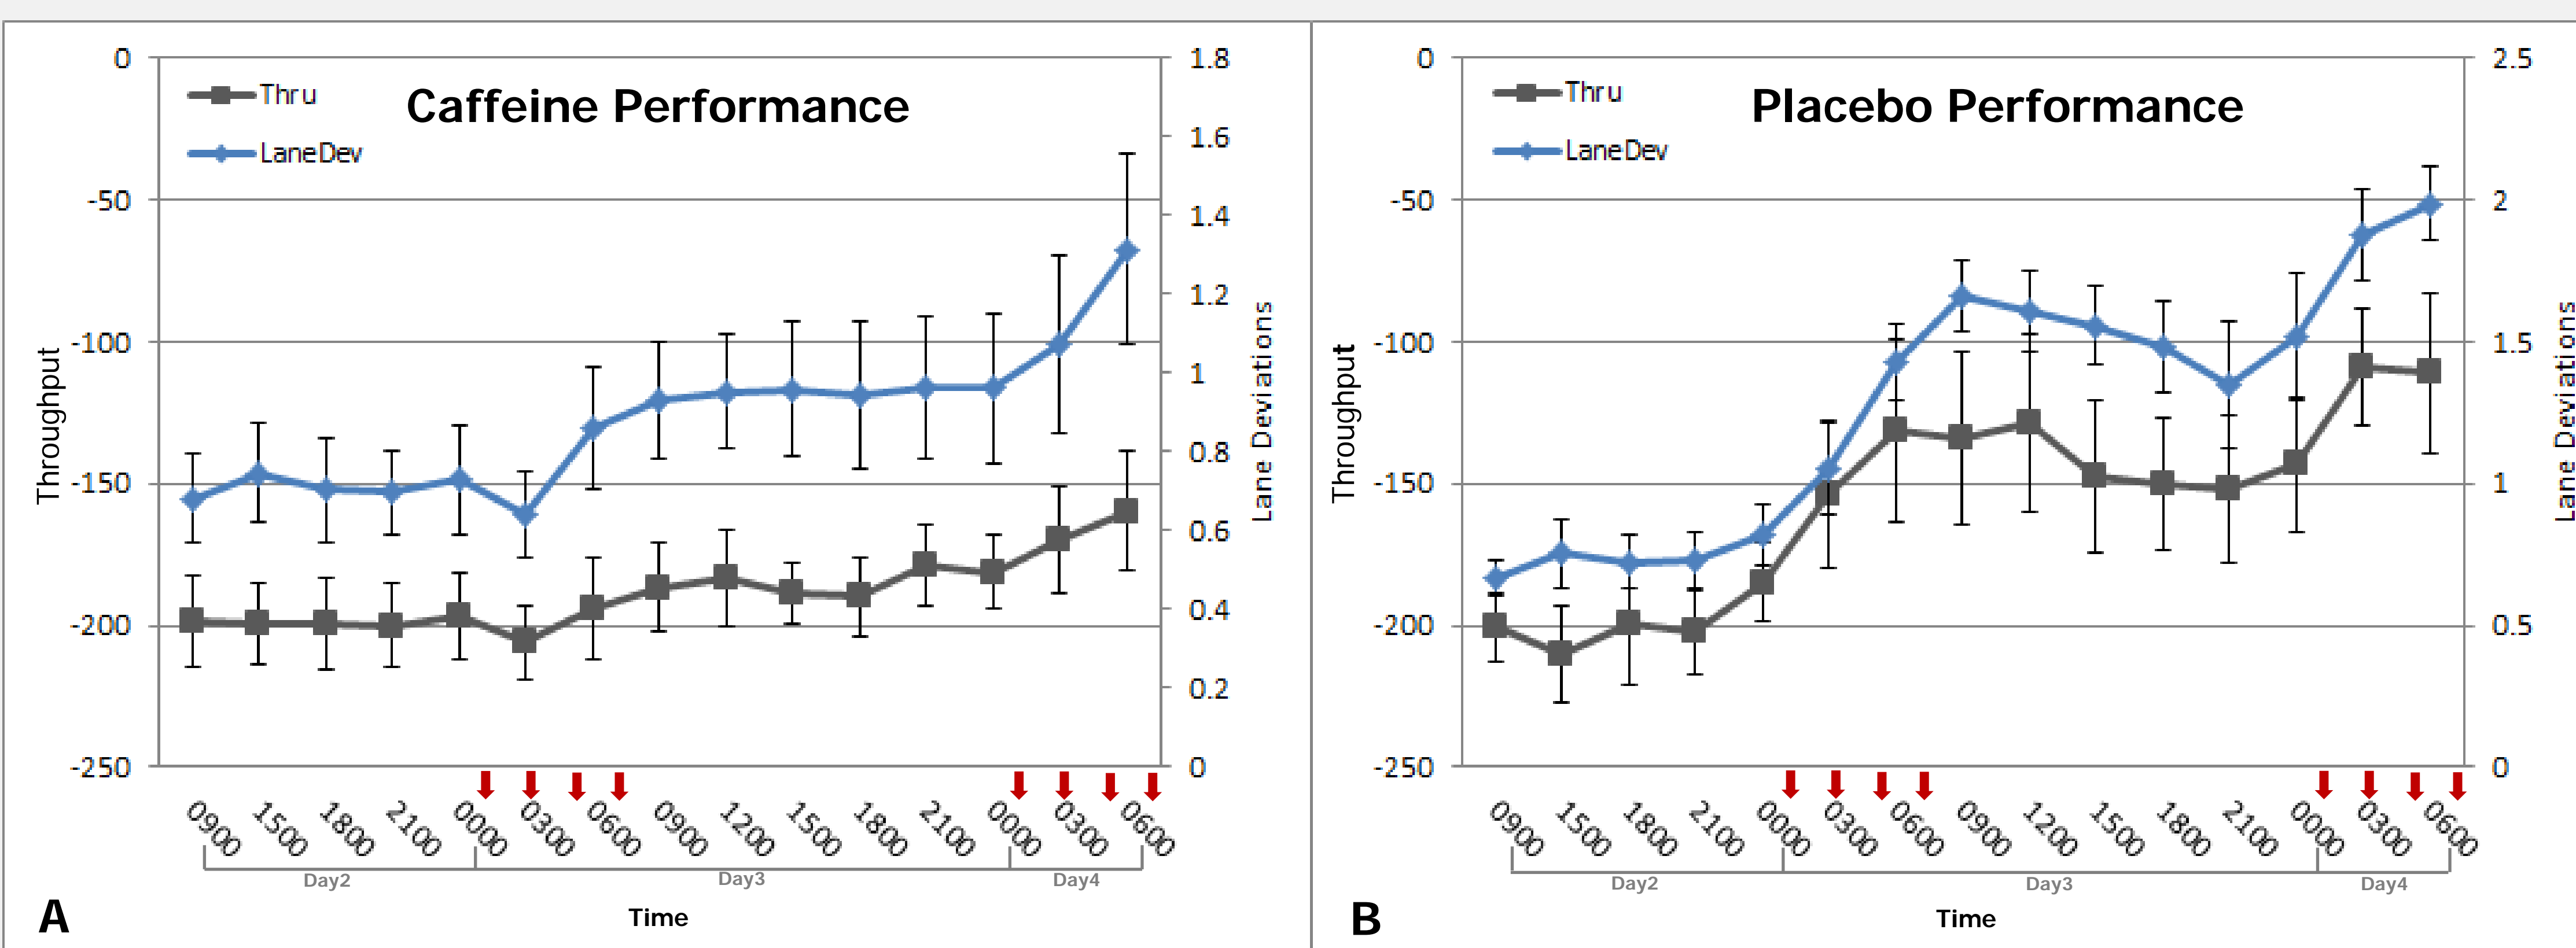 Caffeine Performance
Thru
LaneDev
0
-50
-100
-150
-200
-250
Throughput
1.8
1.6
1.4
1.2
1
0.8
0.6
0.4
0.2
0
Lane Deviations
0900 1500 1800 2100 0000 0300 0600 0900 1200 1500 1800 2100 0000 0300 0600
Day2 Day3 Day4
Time
A
Placebo Performance
Thru
LaneDev
0
-50
-100
-150
-200
-250
Throughput
2.5
2
1.5
1
0.5
0
Lane Deviations
0900 1500 1800 2100 0000 0300 0600 0900 1200 1500 1800 2100 0000 0300 0600
Day2 Day3 Day4
Time
B